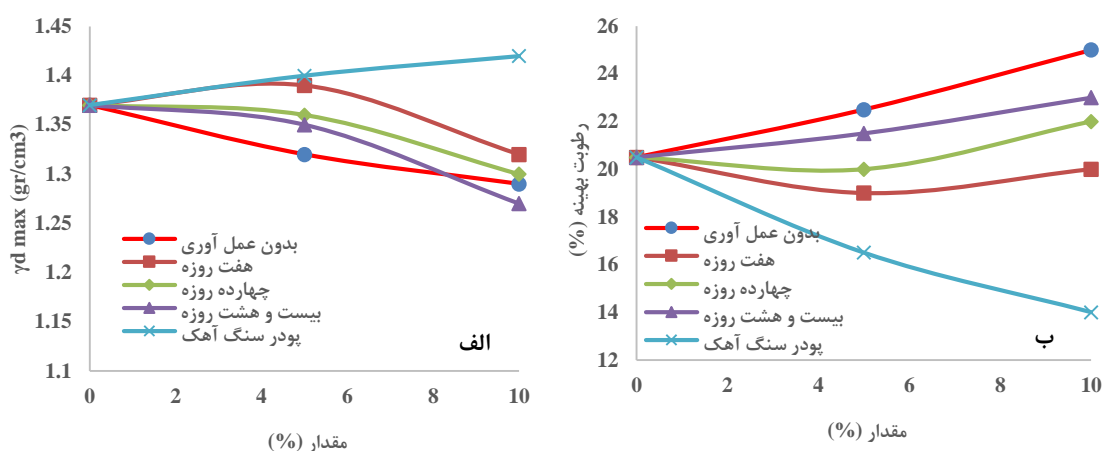 1.45
1.4
1.35
1.3
1.25
1.2
1.15
1.1
γd max (gr/cm3)
بدون عمل آوری
هفت روزه
چهارده روزه
بیست و هشت روزه
پودر سنگ آهک
الف
0 2 4 6 8 10
مقدار (%)
26
24
22
20
18
16
14
12
رطوبت بهینه (%)
بدون عمل آوری
هفت روزه
چهارده روزه
بیست و هشت روزه
پودر سنگ آهک
ب
0 2 4 6 8 10
مقدار (%)